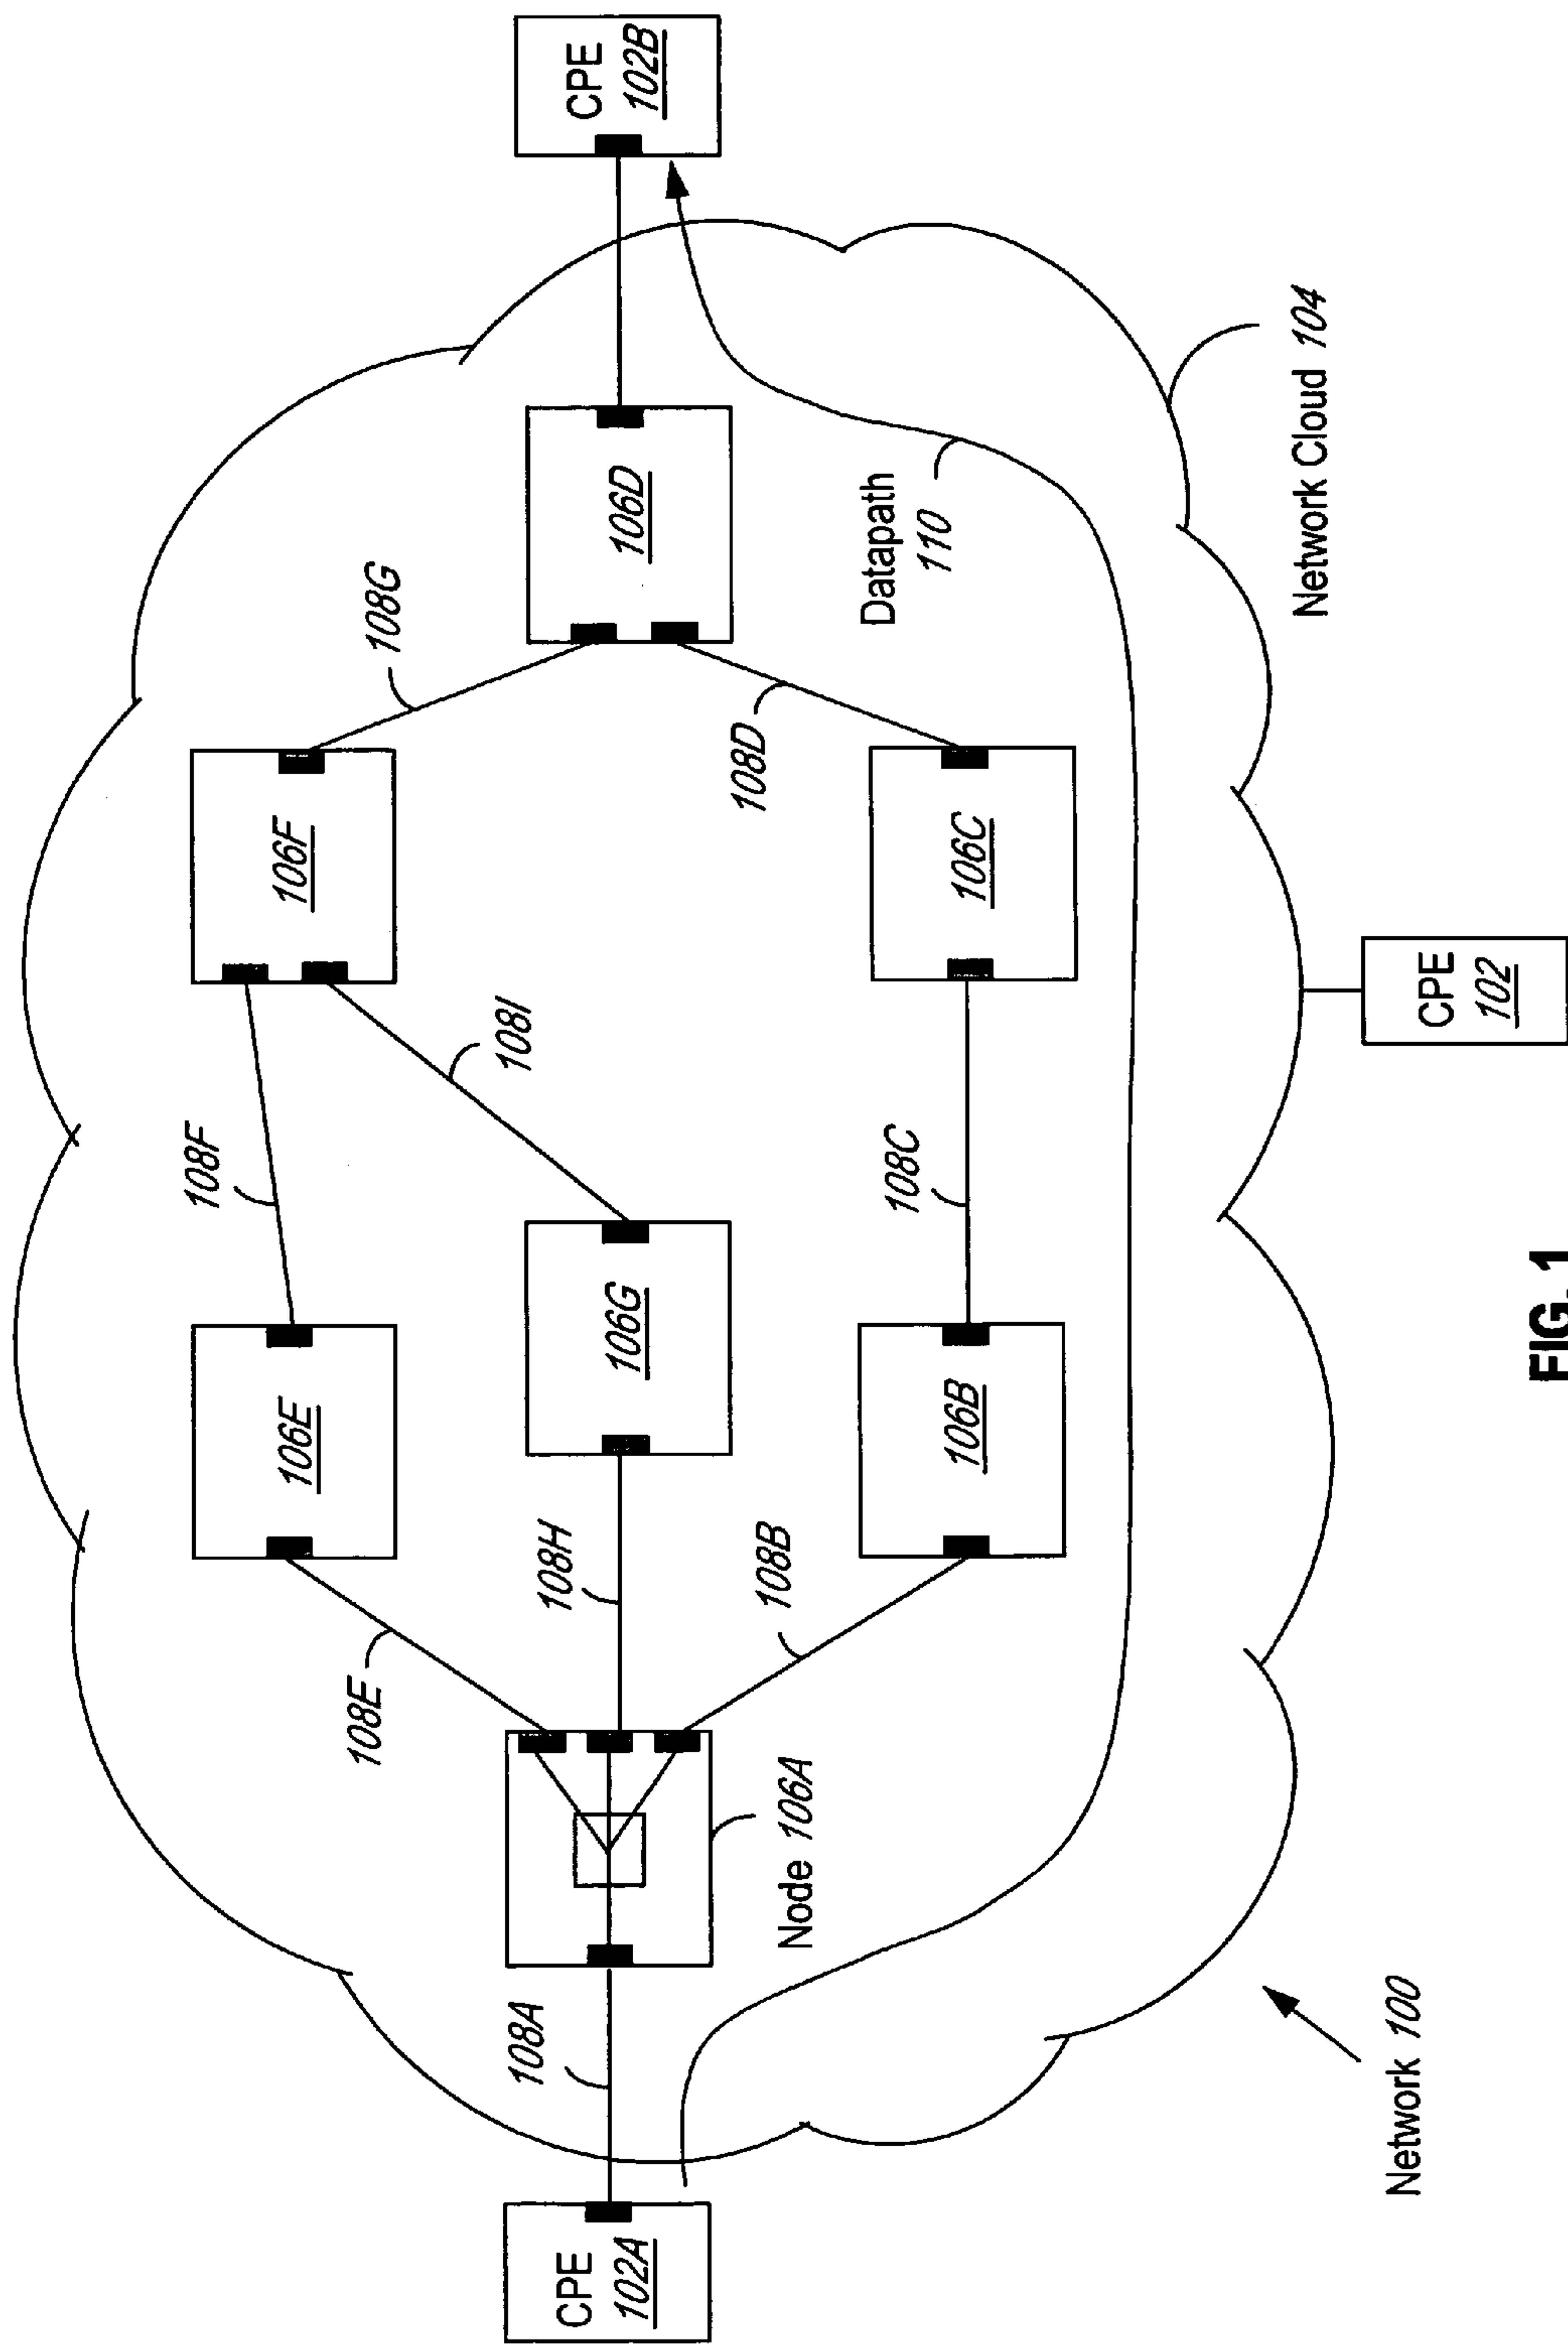 CPE
102A
108A
Node 106A
108E
108H
108B
106E
106G
106B
108F
108I
108C
106F
106C
108G
108D
106D
Datapath
110
CPE
102B
Network Cloud 104
CPE
102
Network 100
FIG. 1